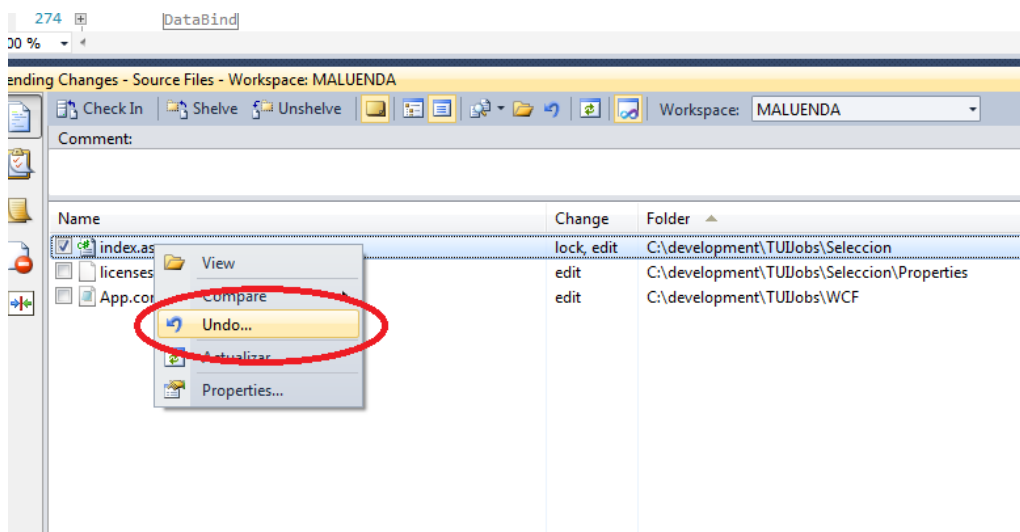 274 DataBind
00 %
ending Changes - Source Files - Workspace: MALUENDA
Check In Shelve Unshelve Workspace: MALUENDA
Comment:
Name Change Folder
index.as lock, edit C:\development\TUIJobs\Seleccion
licenses edit C:\development\TUIJobs\Seleccion\Properties
App.cor edit C:\development\TUIJobs\WCF
View
Compare
Undo...
Actualizar
Properties...